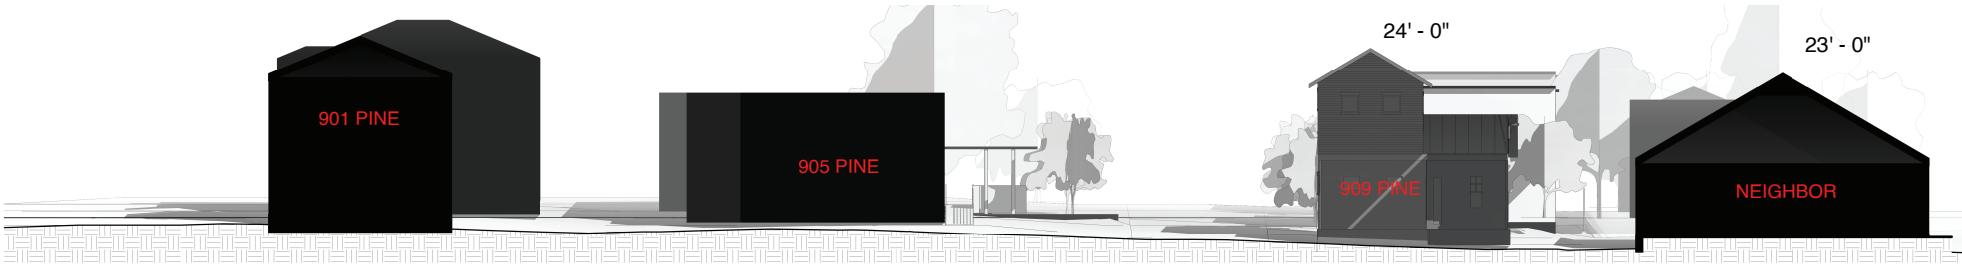 24' - 0"
23' - 0"
901 PINE
905 PINE
909 PINE
NEIGHBOR